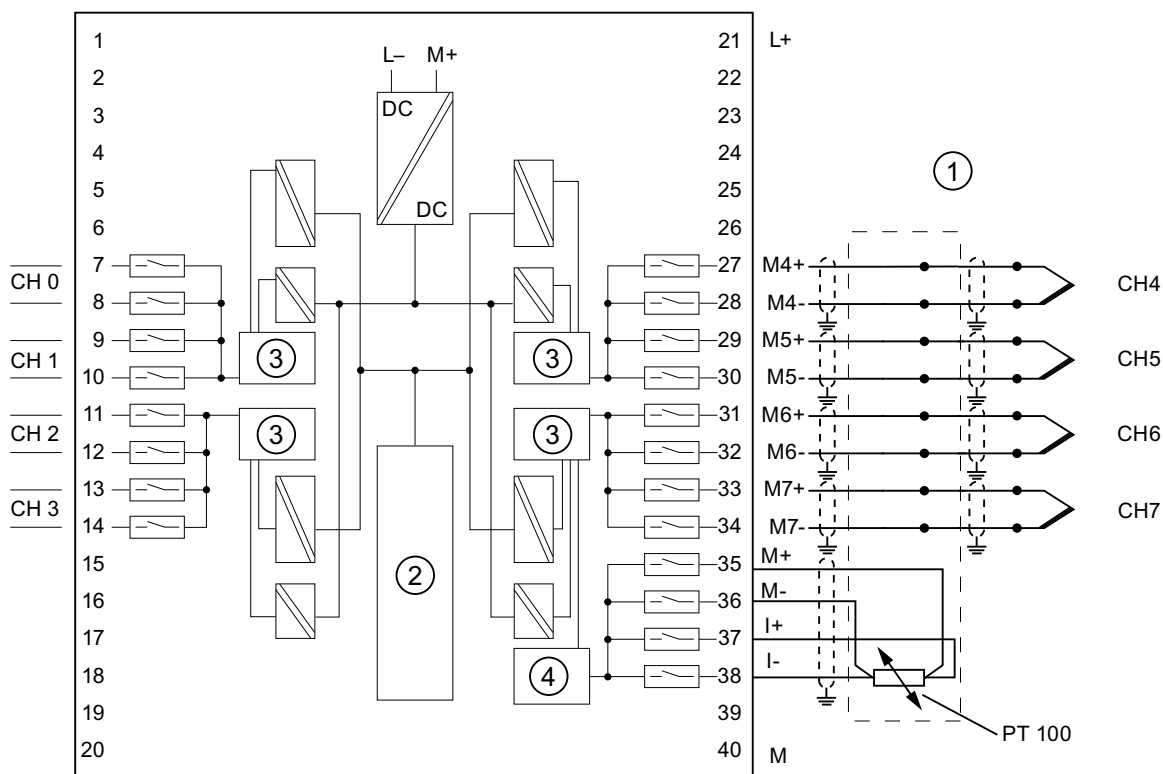 1 21 L+
L– M+
2 22
DC
3 23
4 24
①
5 25
DC
6 26
7 27 M4+
CH 0 CH4
8 28 M4-
9 29 M5+
CH 1 ③ ③ CH5
10 30 M5-
11 31 M6+
CH 2 ③ ③ CH6
12 32 M6-
13 33 M7+
CH 3 CH7
14 34 M7-
15 35 M+
②
16 36 M-
17 37 I+
18 ④ 38 I-
19 39
PT 100
20 40 M